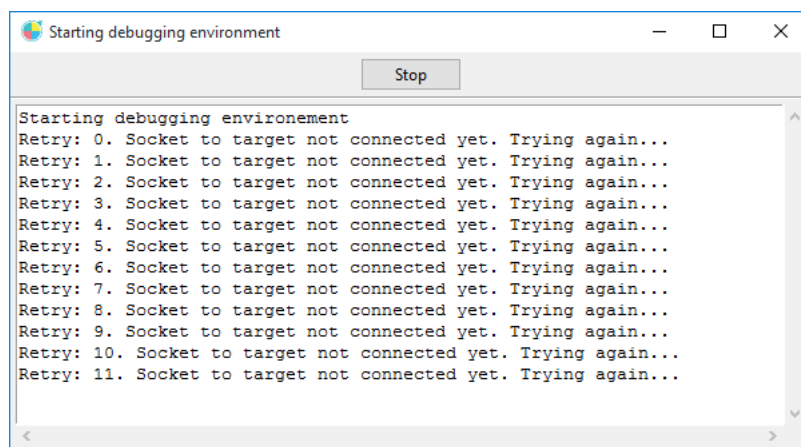 Starting debugging environment
Stop
Starting debugging environement
Retry: 0. Socket to target not connected yet. Trying again...
Retry: 1. Socket to target not connected yet. Trying again...
Retry: 2. Socket to target not connected yet. Trying again...
Retry: 3. Socket to target not connected yet. Trying again...
Retry: 4. Socket to target not connected yet. Trying again...
Retry: 5. Socket to target not connected yet. Trying again...
Retry: 6. Socket to target not connected yet. Trying again...
Retry: 7. Socket to target not connected yet. Trying again...
Retry: 8. Socket to target not connected yet. Trying again...
Retry: 9. Socket to target not connected yet. Trying again...
Retry: 10. Socket to target not connected yet. Trying again...
Retry: 11. Socket to target not connected yet. Trying again...